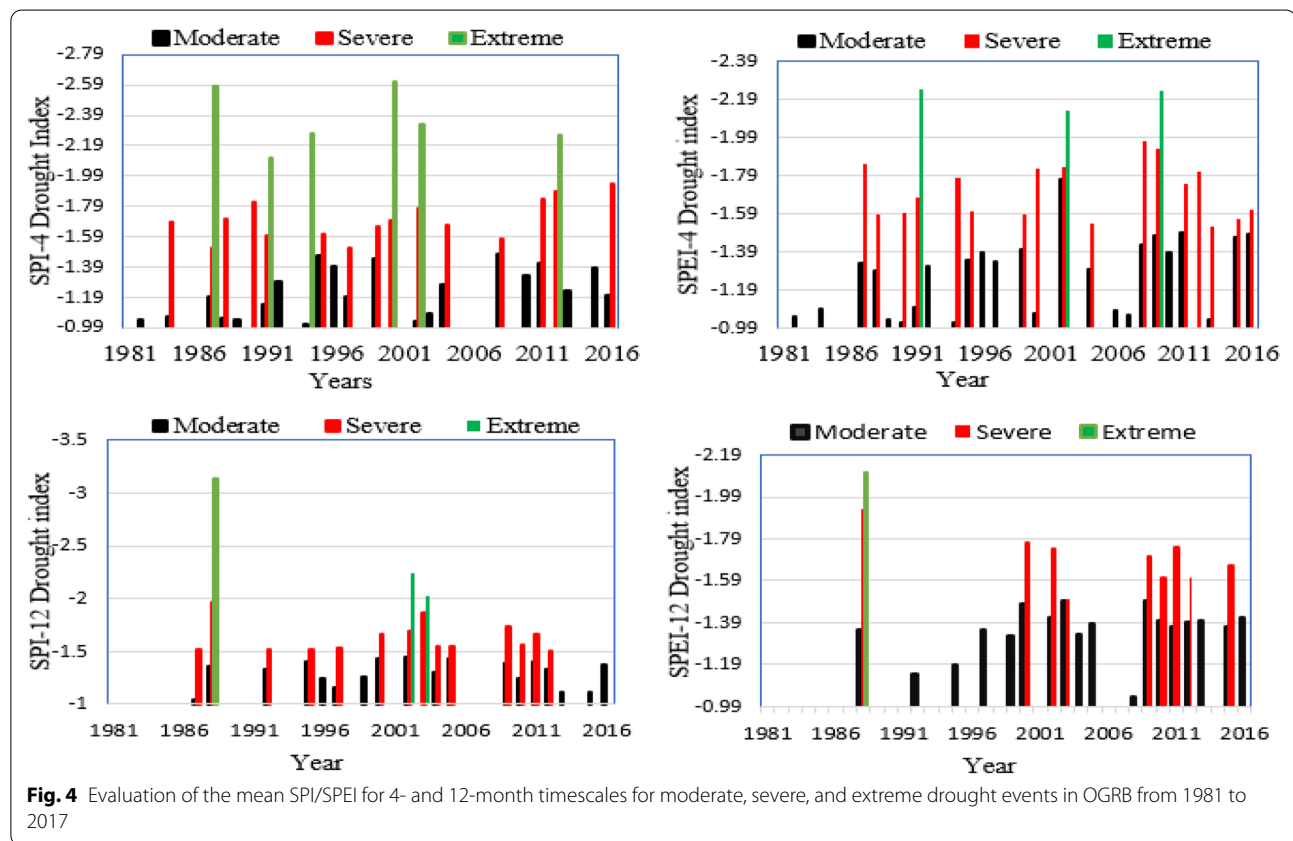 Moderate Severe Extreme
SPI-4 Drought Index
-2.79
-2.59
-2.39
-2.19
-1.99
-1.79
-1.59
-1.39
-1.19
-0.99
1981 1986 1991 1996 2001 2006 2011 2016
Years
Moderate Severe Extreme
SPEI-4 Drought index
-2.39
-2.19
-1.99
-1.79
-1.59
-1.39
-1.19
-0.99
1981 1986 1991 1996 2001 2006 2011 2016
Year
Moderate Severe Extreme
SPI-12 Drought index
-3.5
-3
-2.5
-2
-1.5
-1
1981 1986 1991 1996 2001 2006 2011 2016
Year
Moderate Severe Extreme
SPEI-12 Drought index
-2.19
-1.99
-1.79
-1.59
-1.39
-1.19
-0.99
1981 1986 1991 1996 2001 2006 2011 2016
Year
Fig. 4 Evaluation of the mean SPI/SPEI for 4- and 12-month timescales for moderate, severe, and extreme drought events in OGRB from 1981 to
2017